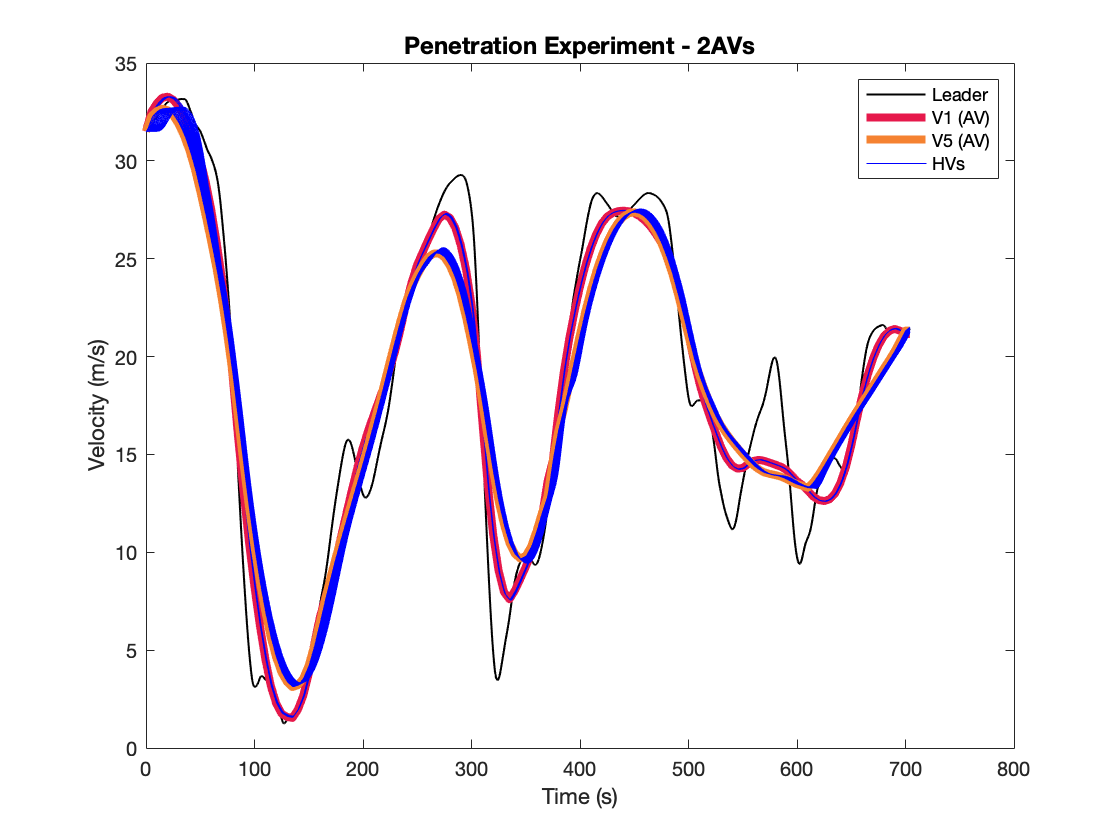 Penetration Experiment - 2AVs
35
30
25
20
15
10
5
0
Velocity (m/s)
Leader
V1 (AV)
V5 (AV)
HVs
0 100 200 300 400 500 600 700 800
Time (s)